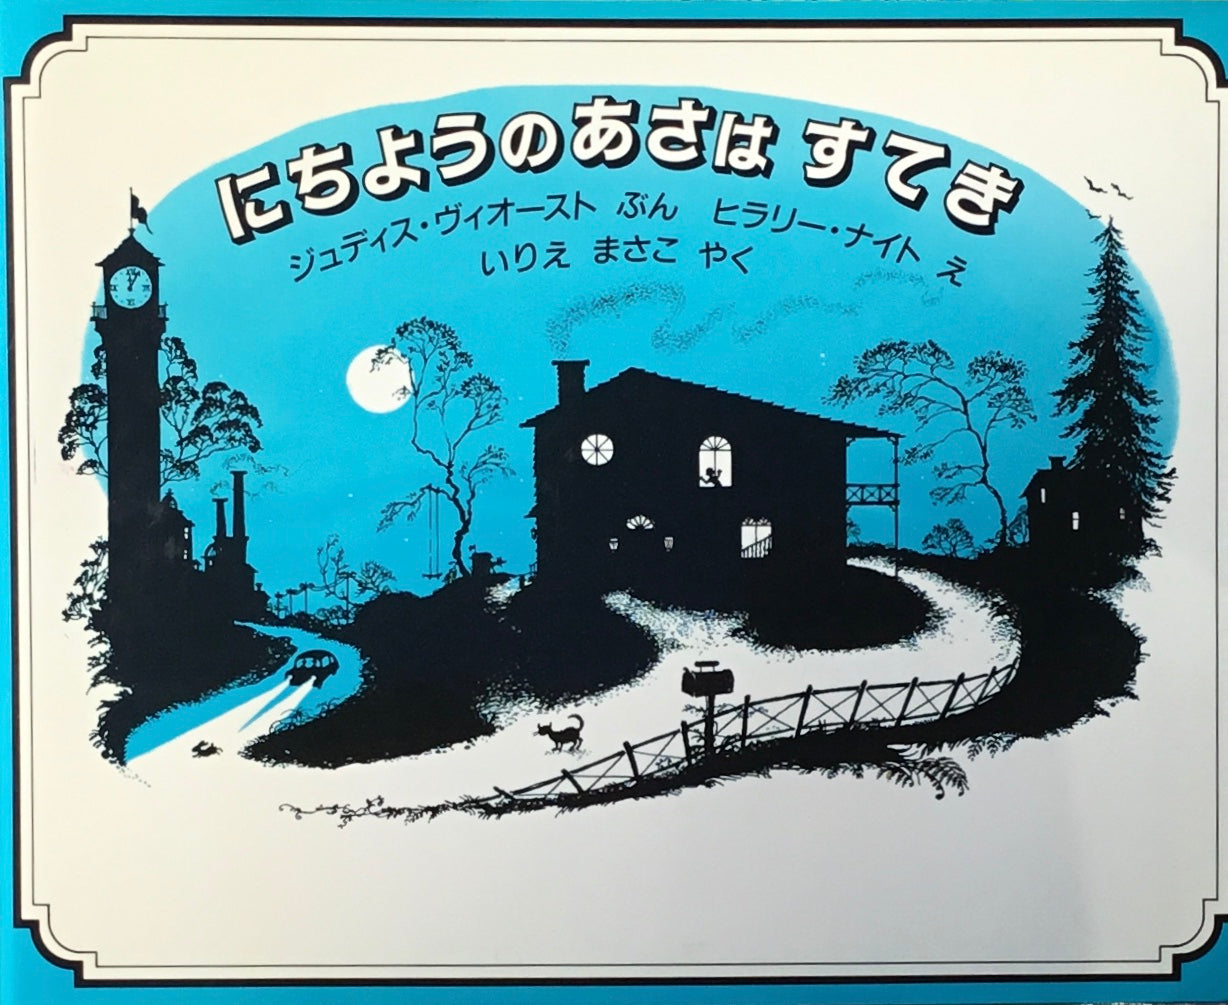 にちようのあさは すてき
ジュディス・ヴィオースト ぶん ヒラリー・ナイト え
いりえ まさこ やく